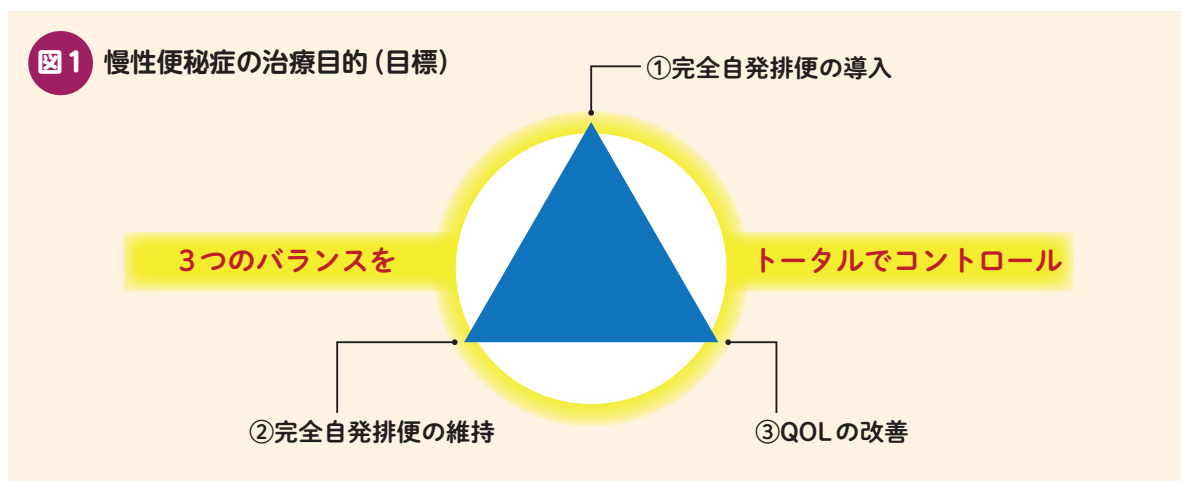 図1 慢性便秘症の治療目的（目標）
①完全自発排便の導入
3つのバランスを トータルでコントロール
②完全自発排便の維持
③QOLの改善